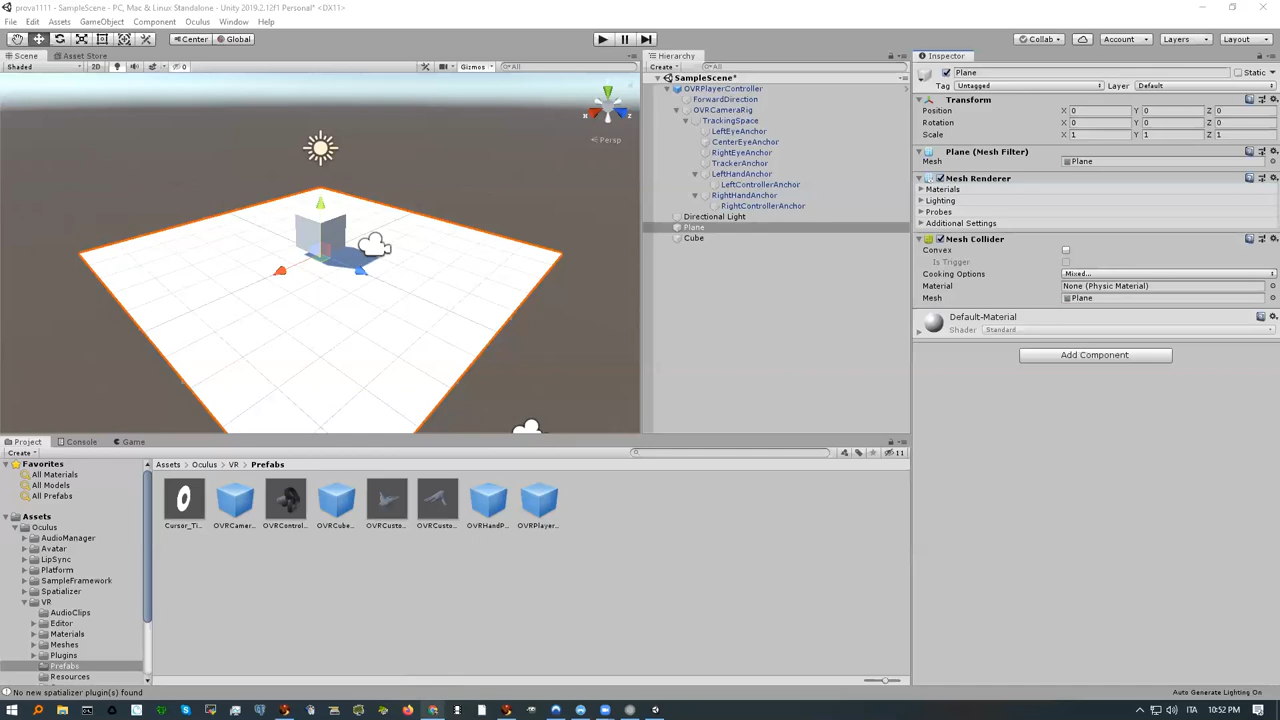 prova1111 - SampleScene - PC, Mac & Linux Standalone - Unity 2019.2.12f1 Personal* <DX11>
File Edit Assets GameObject Component Oculus Window Help
Center Global Collab Account Layers Layout
Scene Asset Store Hierarchy Inspector
Shaded 2D 0 Gizmos All Create All
Plane Static
Tag Untagged Layer Default
SampleScene*
OVRPlayerController
ForwardDirection
OVRCameraRig
TrackingSpace
LeftEyeAnchor
CenterEyeAnchor
RightEyeAnchor
TrackerAnchor
LeftHandAnchor
LeftControllerAnchor
RightHandAnchor
RightControllerAnchor
Directional Light
Plane
Cube
x z
Persp
Transform
Position X 0 Y 0 Z 0
Rotation X 0 Y 0 Z 0
Scale X 1 Y 1 Z 1
Plane (Mesh Filter)
Mesh Plane
Mesh Renderer
Materials
Lighting
Probes
Additional Settings
Mesh Collider
Convex
Is Trigger
Cooking Options Mixed...
Material None (Physic Material)
Mesh Plane
Default-Material
Shader Standard
Add Component
Project Console Game
Create 11
Favorites
All Materials
All Models
All Prefabs
Assets
Oculus
AudioManager
Avatar
LipSync
Platform
SampleFramework
Spatializer
VR
AudioClips
Editor
Materials
Meshes
Plugins
Prefabs
Resources
Assets Oculus VR Prefabs
Cursor_Ti... OVRCamer... OVRControl... OVRCube... OVRCusto... OVRCusto... OVRHandP... OVRPlayer...
No new spatializer plugin(s) found Auto Generate Lighting On
ITA 10:52 PM